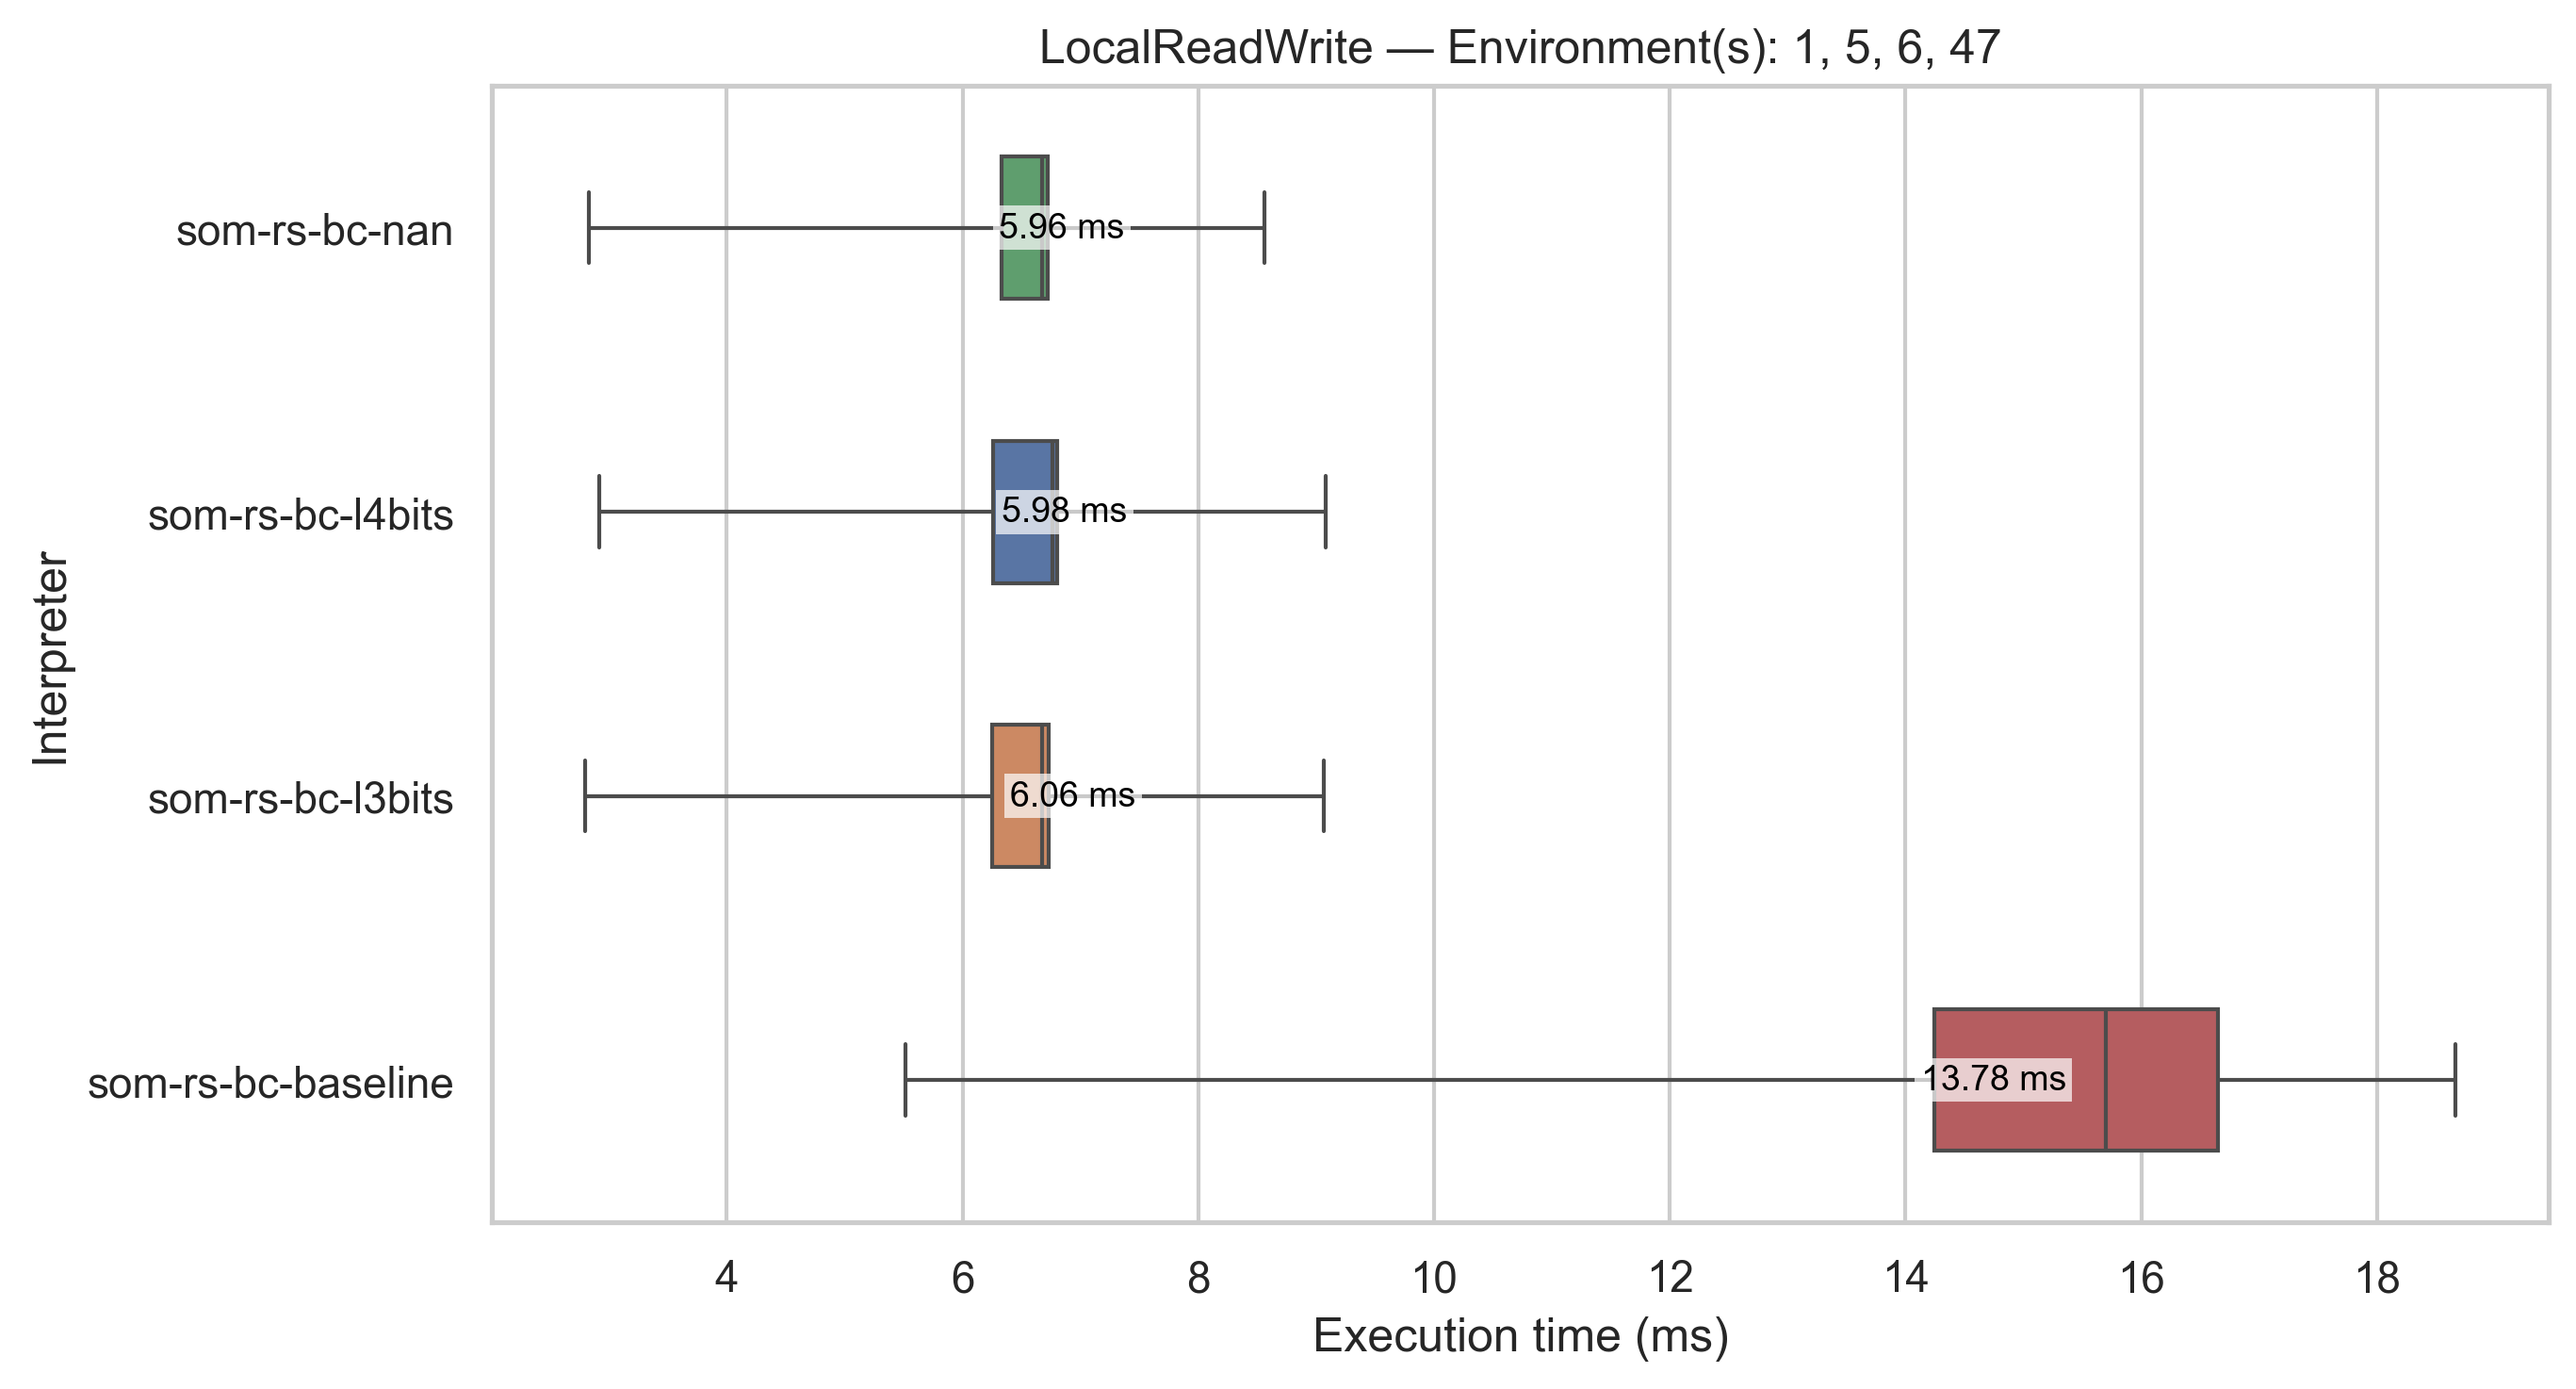 LocalReadWrite — Environment(s): 1, 5, 6, 47
Interpreter
som-rs-bc-nan
5.96 ms
som-rs-bc-l4bits
5.98 ms
som-rs-bc-l3bits
6.06 ms
som-rs-bc-baseline
13.78 ms
4 6 8 10 12 14 16 18
Execution time (ms)